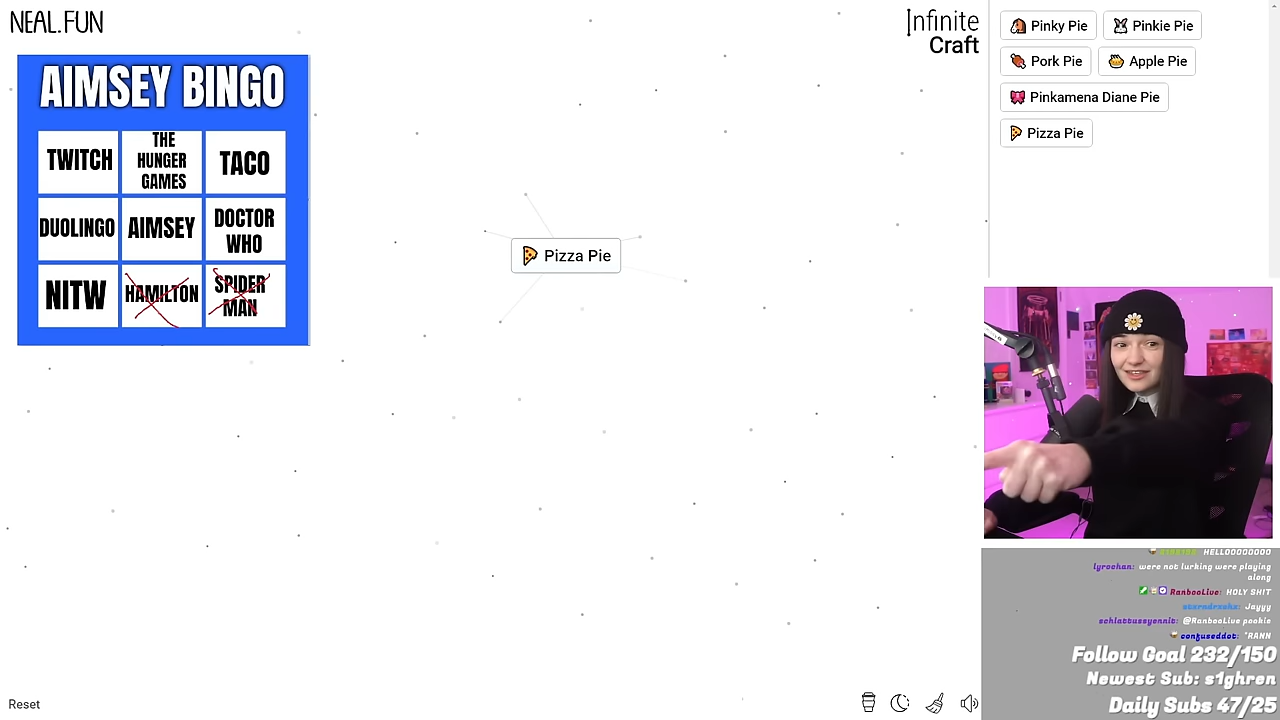 NEAL.FUN
Infinite
Craft
AIMSEY BINGO
TWITCH
THE
HUNGER
GAMES
TACO
DUOLINGO
AIMSEY
DOCTOR
WHO
NITW
HAMILTON
SPIDER
MAN
Pizza Pie
Pinky Pie
Pinkie Pie
Pork Pie
Apple Pie
Pinkamena Diane Pie
Pizza Pie
HELLOOOOOOO
lyrochan: were not lurking were playing
along
RanbooLive: HOLY SHIT
Jayyy
schlattussyennit: @RanbooLive pookie
confuseddot: *RANN
Follow Goal 232/150
Newest Sub: s1ghren
Daily Subs 47/25
Reset